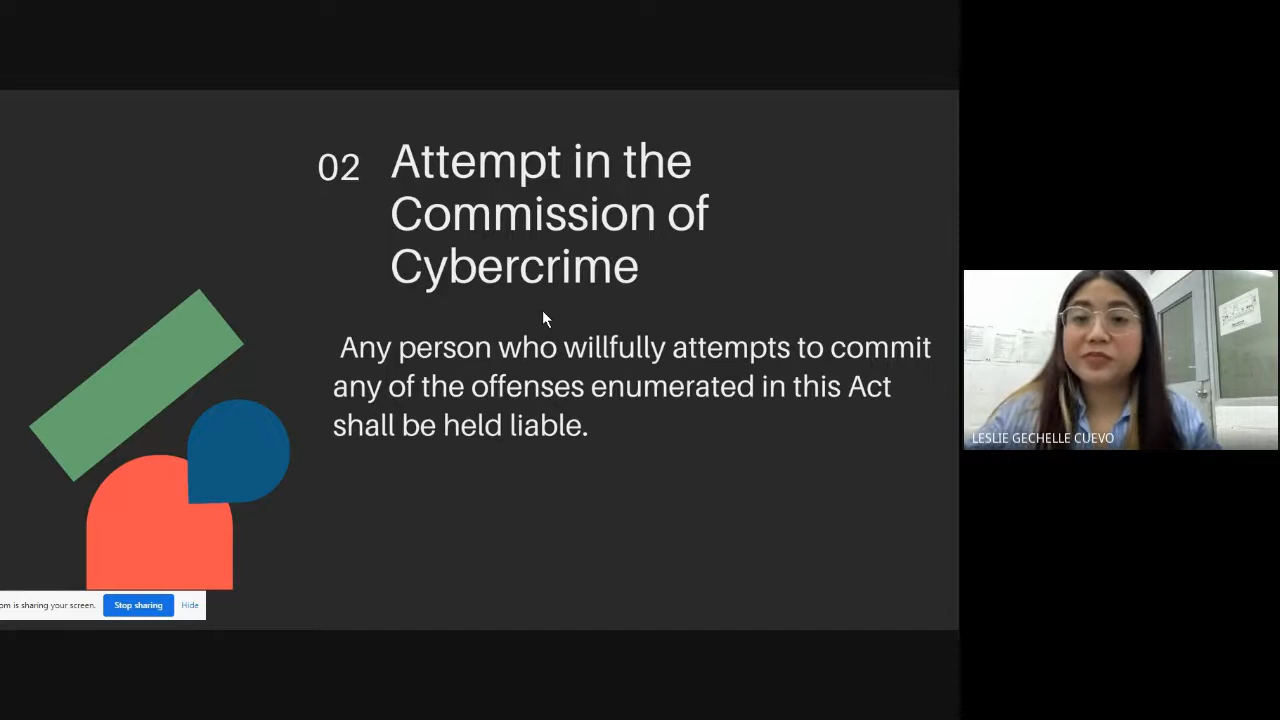 02
Attempt in the
Commission of
Cybercrime
Any person who willfully attempts to commit
any of the offenses enumerated in this Act
shall be held liable.
om is sharing your screen. Stop sharing Hide
LESLIE GECHELLE CUEVO